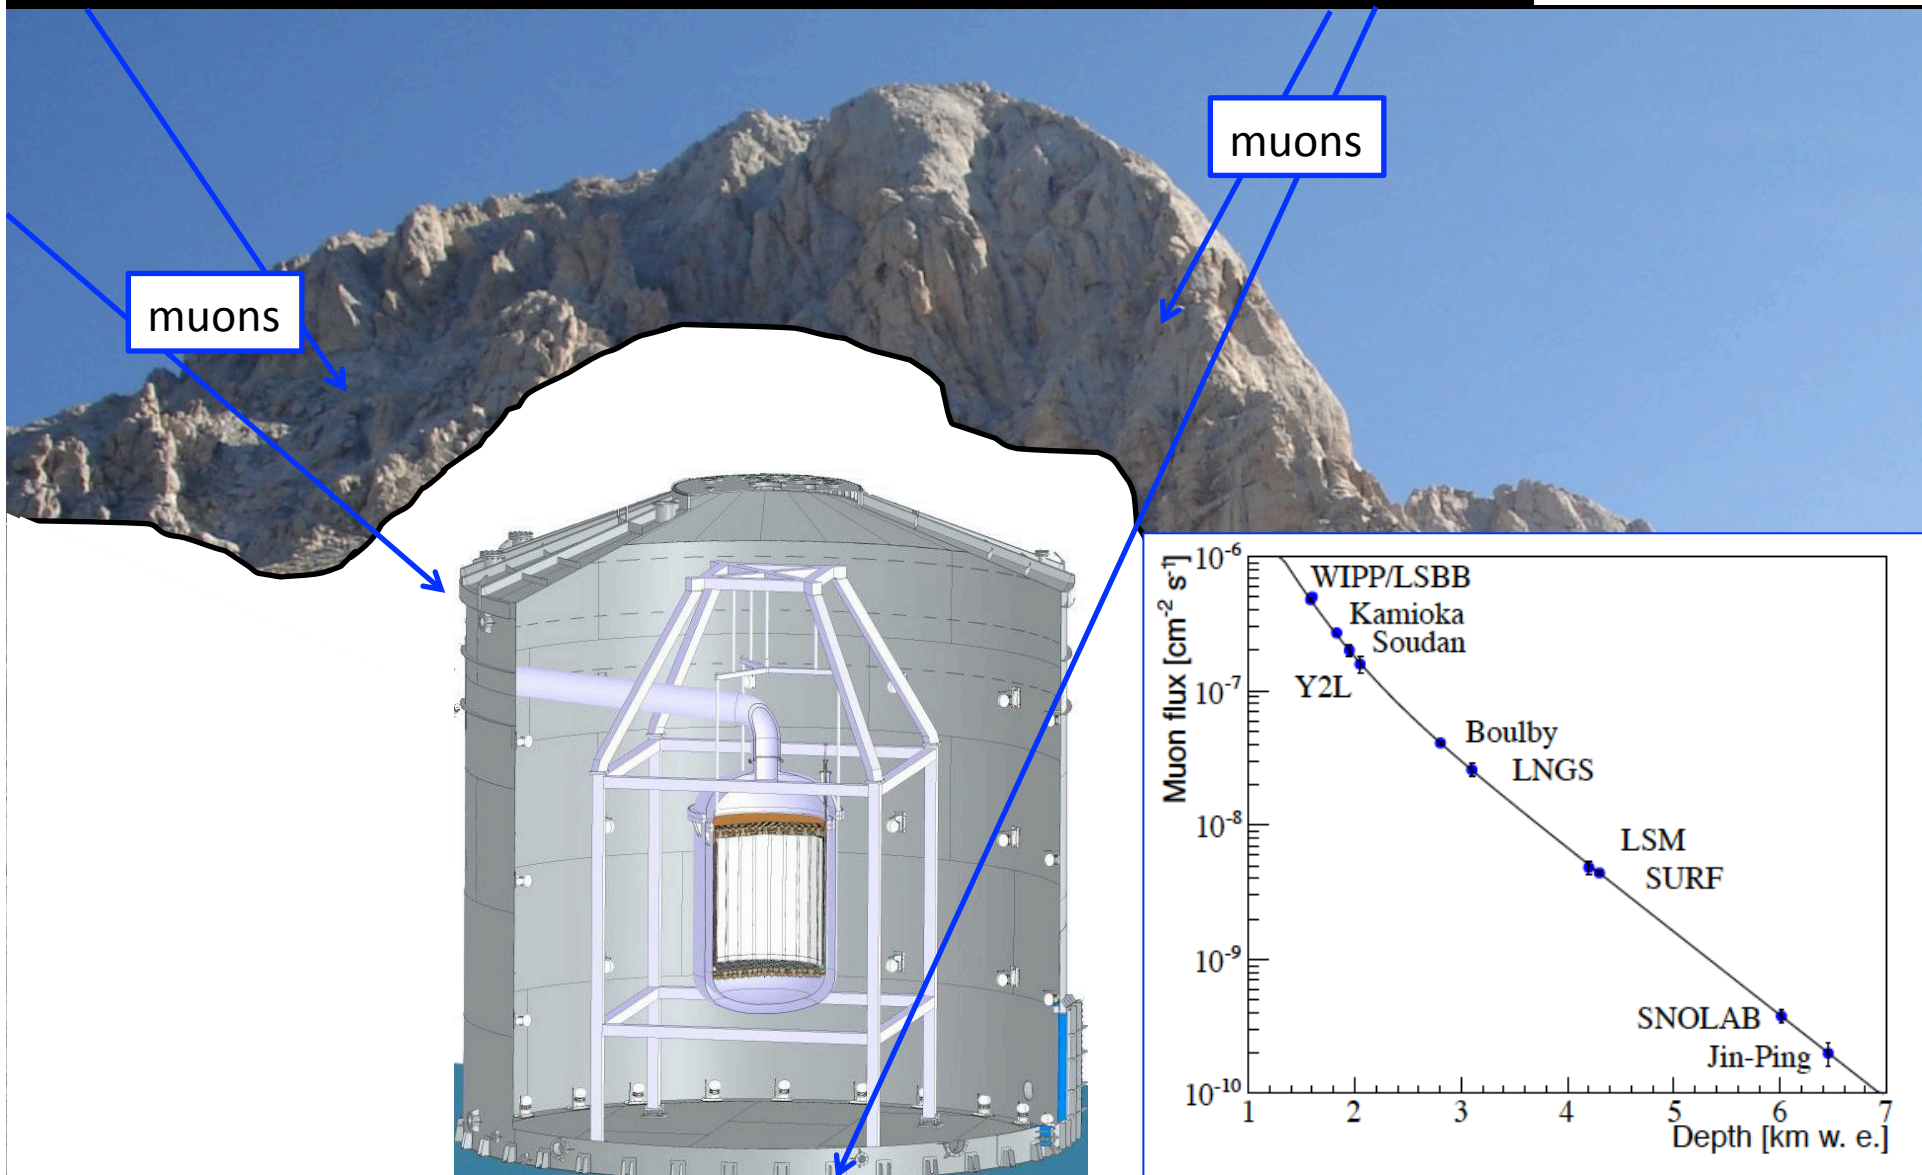 muons
muons
Muon flux [cm⁻² s⁻¹]
10⁻⁶
10⁻⁷
10⁻⁸
10⁻⁹
10⁻¹⁰
WIPP/LSBB
Kamioka
Soudan
Y2L
Boulby
LNGS
LSM
SURF
SNOLAB
Jin-Ping
1 2 3 4 5 6 7
Depth [km w. e.]